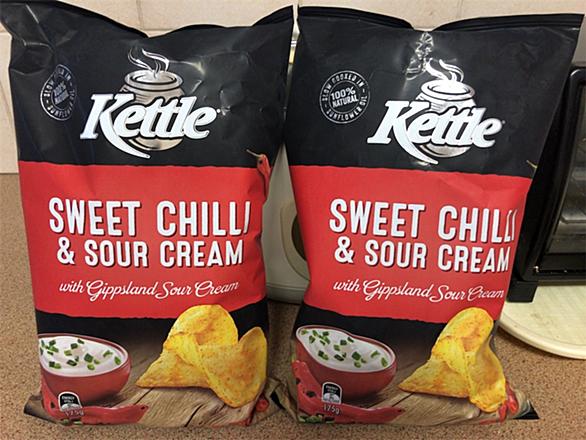 SLOW COOKED IN
100%
NATURAL
SUNFLOWER OIL
Kettle
SWEET CHILLI
& SOUR CREAM
with Gippsland Sour Cream
175g
SLOW COOKED IN
100%
NATURAL
SUNFLOWER OIL
Kettle
SWEET CHILLI
& SOUR CREAM
with Gippsland Sour Cream
175g